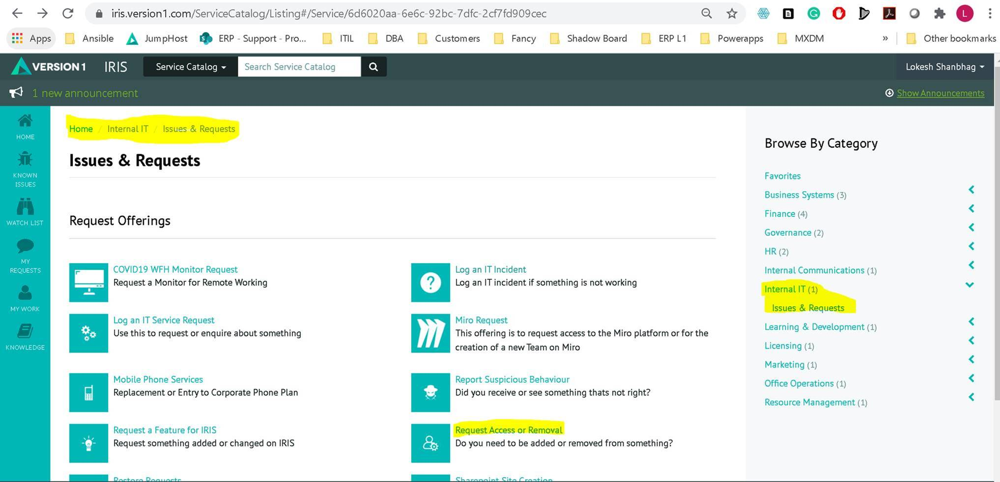 iris.version1.com/ServiceCatalog/Listing#/Service/6d6020aa-6e6c-92bc-7dfc-2cf7fd909cec
L
Apps Ansible JumpHost ERP - Support - Pro... ITIL DBA Customers Fancy Shadow Board ERP L1 Powerapps MXDM » Other bookmarks
VERSION 1 IRIS Service Catalog Search Service Catalog Lokesh Shanbhag
1 new announcement Show Announcements
HOME
KNOWN
ISSUES
WATCH LIST
MY
REQUESTS
MY WORK
KNOWLEDGE
Home / Internal IT / Issues & Requests
Issues & Requests
Request Offerings
COVID19 WFH Monitor Request
Request a Monitor for Remote Working
Log an IT Incident
Log an IT incident if something is not working
Log an IT Service Request
Use this to request or enquire about something
Miro Request
This offering is to request access to the Miro platform or for the
creation of a new Team on Miro
Mobile Phone Services
Replacement or Entry to Corporate Phone Plan
Report Suspicious Behaviour
Did you receive or see something thats not right?
Request a Feature for IRIS
Request something added or changed on IRIS
Request Access or Removal
Do you need to be added or removed from something?
Restore Requests
Sharepoint Site Creation
Browse By Category
Favorites
Business Systems (3)
Finance (4)
Governance (2)
HR (2)
Internal Communications (1)
Internal IT (1)
Issues & Requests
Learning & Development (1)
Licensing (1)
Marketing (1)
Office Operations (1)
Resource Management (1)